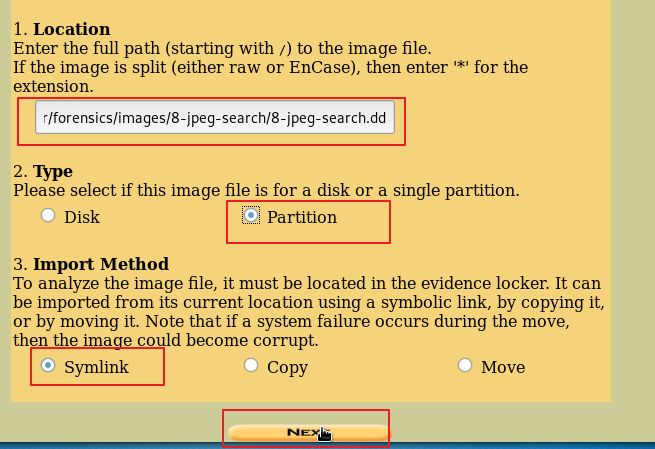 1. Location
Enter the full path (starting with /) to the image file.
If the image is split (either raw or EnCase), then enter '*' for the
extension.
r/forensics/images/8-jpeg-search/8-jpeg-search.dd
2. Type
Please select if this image file is for a disk or a single partition.
Disk Partition
3. Import Method
To analyze the image file, it must be located in the evidence locker. It can
be imported from its current location using a symbolic link, by copying it,
or by moving it. Note that if a system failure occurs during the move,
then the image could become corrupt.
Symlink Copy Move
NEXT